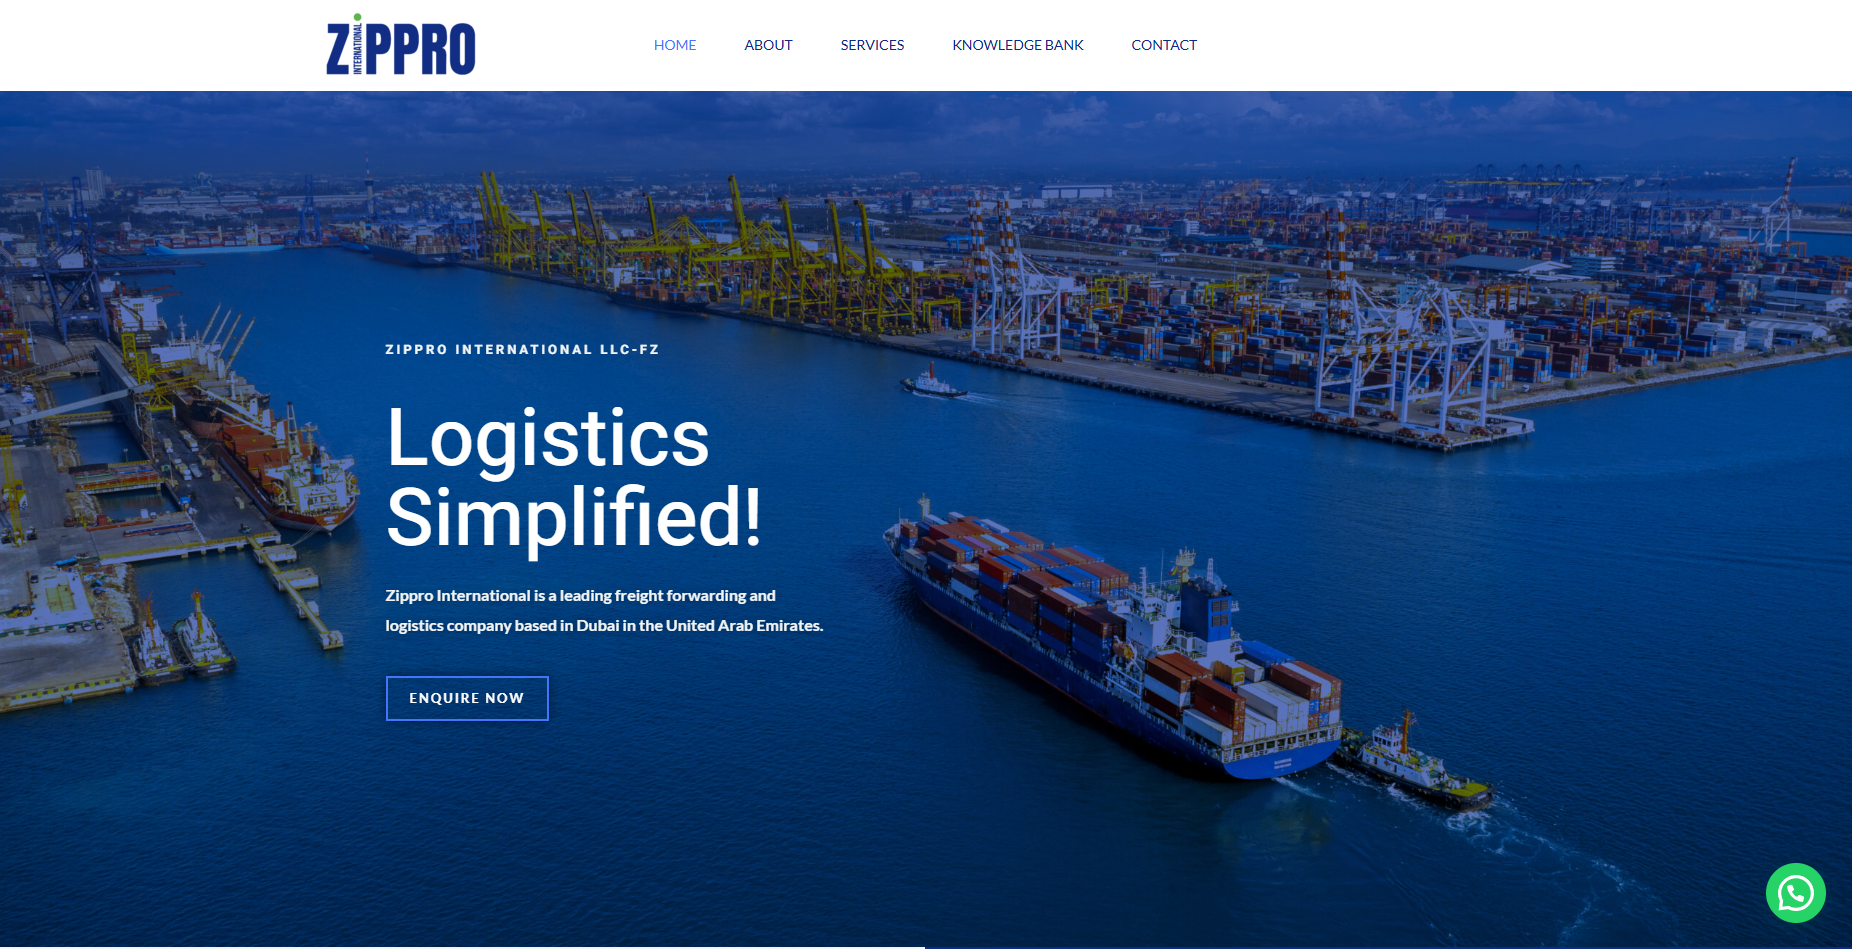 ZiPPRO
INTERNATIONAL
HOME
ABOUT
SERVICES
KNOWLEDGE BANK
CONTACT
ZIPPRO INTERNATIONAL LLC-FZ
Logistics
Simplified!
Zippro International is a leading freight forwarding and
logistics company based in Dubai in the United Arab Emirates.
ENQUIRE NOW